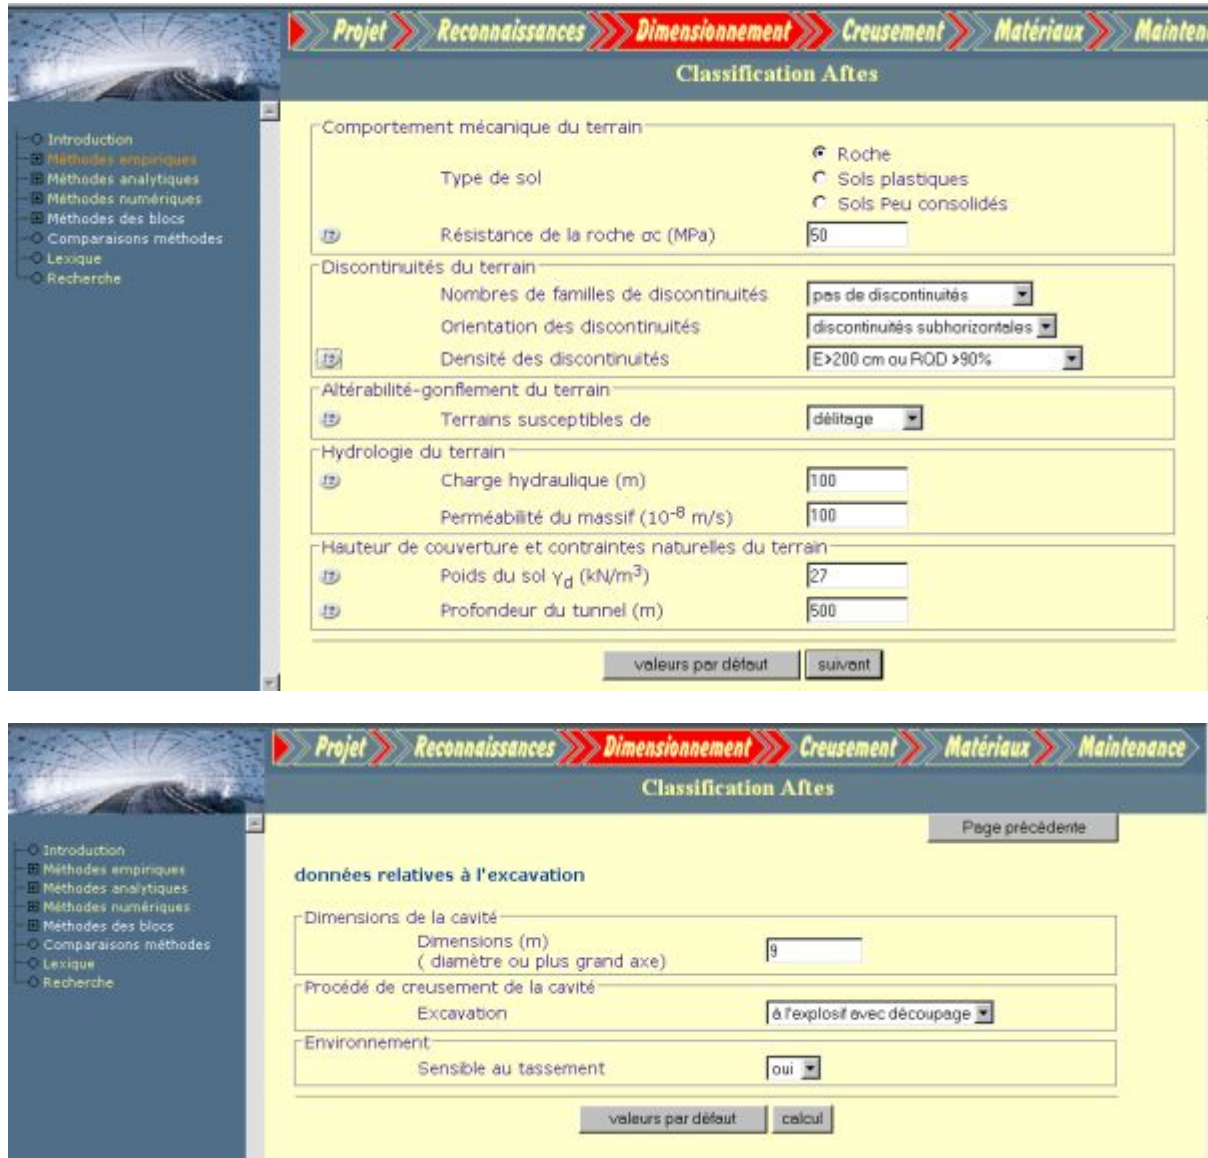 Projet Reconnaissances Dimensionnement Creusement Matériaux Mainten
Classification Aftes
Introduction
Méthodes empiriques
Méthodes analytiques
Méthodes numériques
Méthodes des blocs
Comparaisons méthodes
Lexique
Recherche
Comportement mécanique du terrain
Type de sol
Roche
Sols plastiques
Sols Peu consolidés
Résistance de la roche σc (MPa) 50
Discontinuités du terrain
Nombres de familles de discontinuités pas de discontinuités
Orientation des discontinuités discontinuités subhorizontales
Densité des discontinuités E>200 cm ou RQD >90%
Altérabilité-gonflement du terrain
Terrains susceptibles de délitage
Hydrologie du terrain
Charge hydraulique (m) 100
Perméabilité du massif (10⁻⁸ m/s) 100
Hauteur de couverture et contraintes naturelles du terrain
Poids du sol γd (kN/m³) 27
Profondeur du tunnel (m) 500
valeurs par défaut suivant
Projet Reconnaissances Dimensionnement Creusement Matériaux Maintenance
Classification Aftes
Introduction
Méthodes empiriques
Méthodes analytiques
Méthodes numériques
Méthodes des blocs
Comparaisons méthodes
Lexique
Recherche
Page précédente
données relatives à l'excavation
Dimensions de la cavité
Dimensions (m)
( diamètre ou plus grand axe) 9
Procédé de creusement de la cavité
Excavation à l'explosif avec découpage
Environnement
Sensible au tassement oui
valeurs par défaut calcul